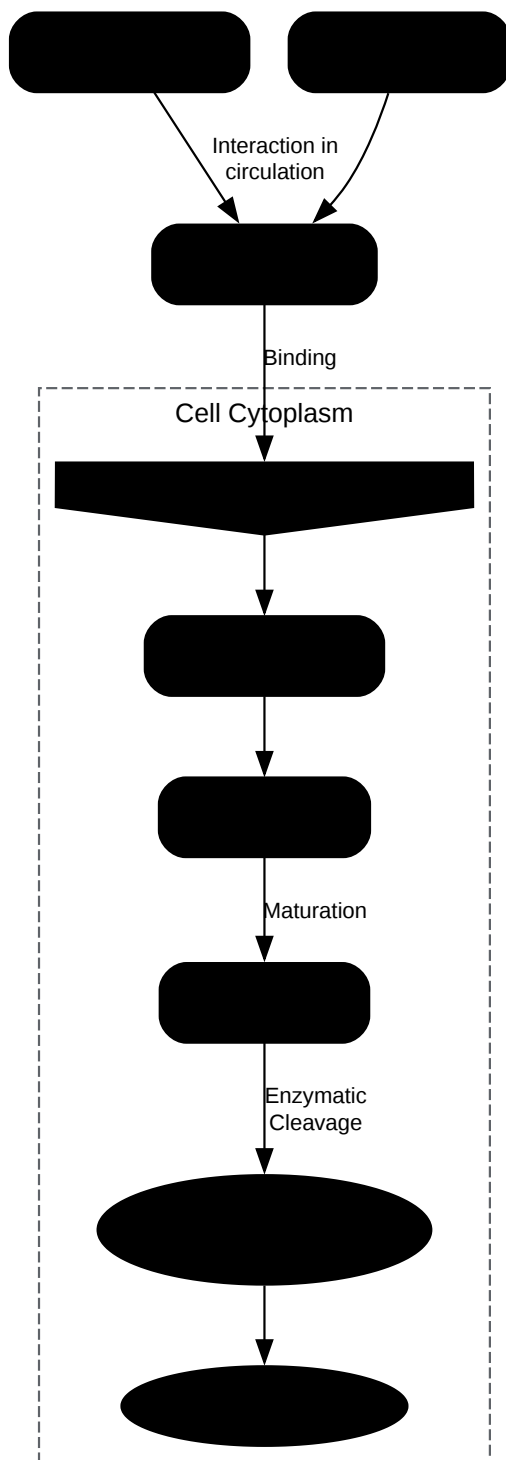 Interaction in
circulation
Binding
Cell Cytoplasm
Maturation
Enzymatic
Cleavage